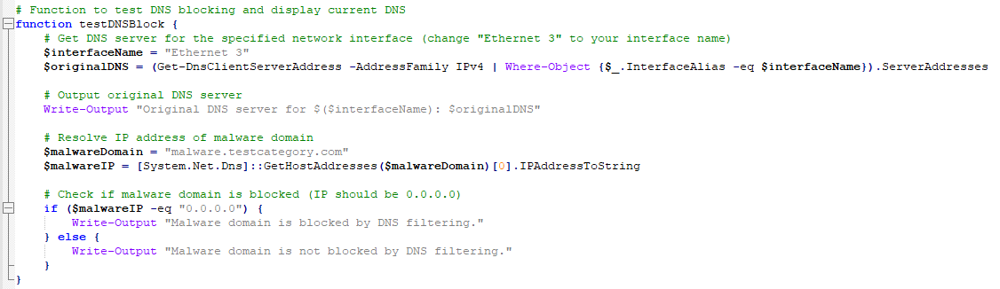 # Function to test DNS blocking and display current DNS
function testDNSBlock {
    # Get DNS server for the specified network interface (change "Ethernet 3" to your interface name)
    $interfaceName = "Ethernet 3"
    $originalDNS = (Get-DnsClientServerAddress -AddressFamily IPv4 | Where-Object {$_.InterfaceAlias -eq $interfaceName}).ServerAddresses

    # Output original DNS server
    Write-Output "Original DNS server for $($interfaceName): $originalDNS"

    # Resolve IP address of malware domain
    $malwareDomain = "malware.testcategory.com"
    $malwareIP = [System.Net.Dns]::GetHostAddresses($malwareDomain)[0].IPAddressToString

    # Check if malware domain is blocked (IP should be 0.0.0.0)
    if ($malwareIP -eq "0.0.0.0") {
        Write-Output "Malware domain is blocked by DNS filtering."
    } else {
        Write-Output "Malware domain is not blocked by DNS filtering."
    }
}